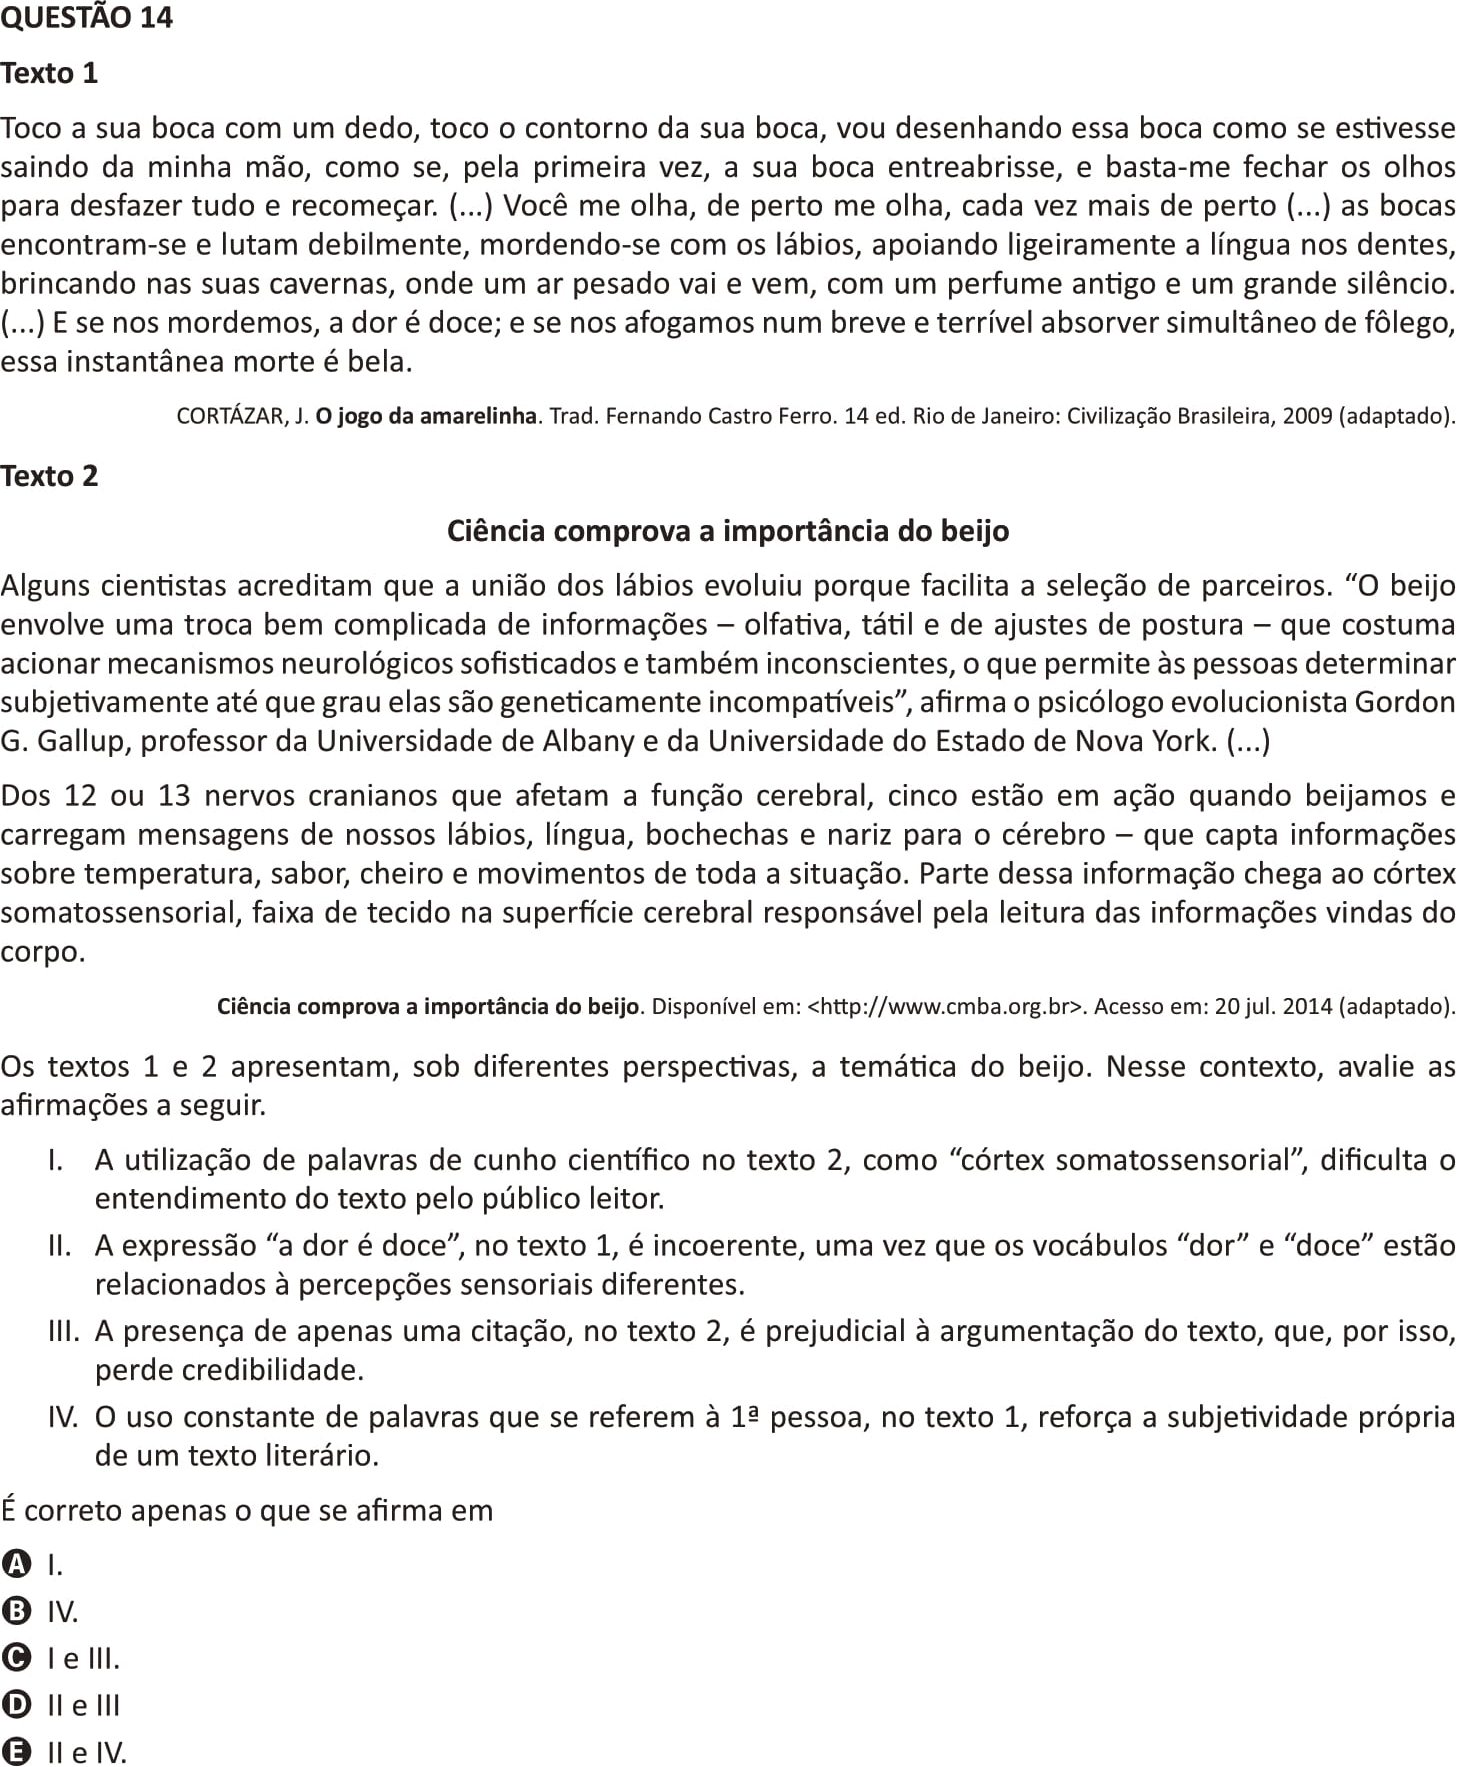 QUESTÃO 14
Texto 1
Toco a sua boca com um dedo, toco o contorno da sua boca, vou desenhando essa boca como se estivesse
saindo da minha mão, como se, pela primeira vez, a sua boca entreabrisse, e basta-me fechar os olhos
para desfazer tudo e recomeçar. (...) Você me olha, de perto me olha, cada vez mais de perto (...) as bocas
encontram-se e lutam debilmente, mordendo-se com os lábios, apoiando ligeiramente a língua nos dentes,
brincando nas suas cavernas, onde um ar pesado vai e vem, com um perfume antigo e um grande silêncio.
(...) E se nos mordemos, a dor é doce; e se nos afogamos num breve e terrível absorver simultâneo de fôlego,
essa instantânea morte é bela.
CORTÁZAR, J. O jogo da amarelinha. Trad. Fernando Castro Ferro. 14 ed. Rio de Janeiro: Civilização Brasileira, 2009 (adaptado).
Texto 2
Ciência comprova a importância do beijo
Alguns cientistas acreditam que a união dos lábios evoluiu porque facilita a seleção de parceiros. “O beijo
envolve uma troca bem complicada de informações – olfativa, tátil e de ajustes de postura – que costuma
acionar mecanismos neurológicos sofisticados e também inconscientes, o que permite às pessoas determinar
subjetivamente até que grau elas são geneticamente incompatíveis”, afirma o psicólogo evolucionista Gordon
G. Gallup, professor da Universidade de Albany e da Universidade do Estado de Nova York. (...)
Dos 12 ou 13 nervos cranianos que afetam a função cerebral, cinco estão em ação quando beijamos e
carregam mensagens de nossos lábios, língua, bochechas e nariz para o cérebro – que capta informações
sobre temperatura, sabor, cheiro e movimentos de toda a situação. Parte dessa informação chega ao córtex
somatossensorial, faixa de tecido na superfície cerebral responsável pela leitura das informações vindas do
corpo.
Ciência comprova a importância do beijo. Disponível em: <http://www.cmba.org.br>. Acesso em: 20 jul. 2014 (adaptado).
Os textos 1 e 2 apresentam, sob diferentes perspectivas, a temática do beijo. Nesse contexto, avalie as
afirmações a seguir.
I. A utilização de palavras de cunho científico no texto 2, como “córtex somatossensorial”, dificulta o
entendimento do texto pelo público leitor.
II. A expressão “a dor é doce”, no texto 1, é incoerente, uma vez que os vocábulos “dor” e “doce” estão
relacionados à percepções sensoriais diferentes.
III. A presença de apenas uma citação, no texto 2, é prejudicial à argumentação do texto, que, por isso,
perde credibilidade.
IV. O uso constante de palavras que se referem à 1ª pessoa, no texto 1, reforça a subjetividade própria
de um texto literário.
É correto apenas o que se afirma em
A I.
B IV.
C I e III.
D II e III
E II e IV.